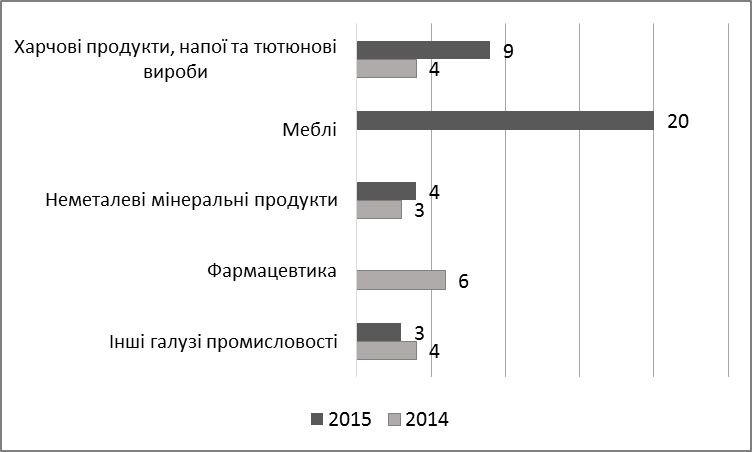 Харчові продукти, напої та тютюнові
вироби
9
4
Меблі
20
Неметалеві мінеральні продукти
4
3
Фармацевтика
6
Інші галузі промисловості
3
4
2015 2014